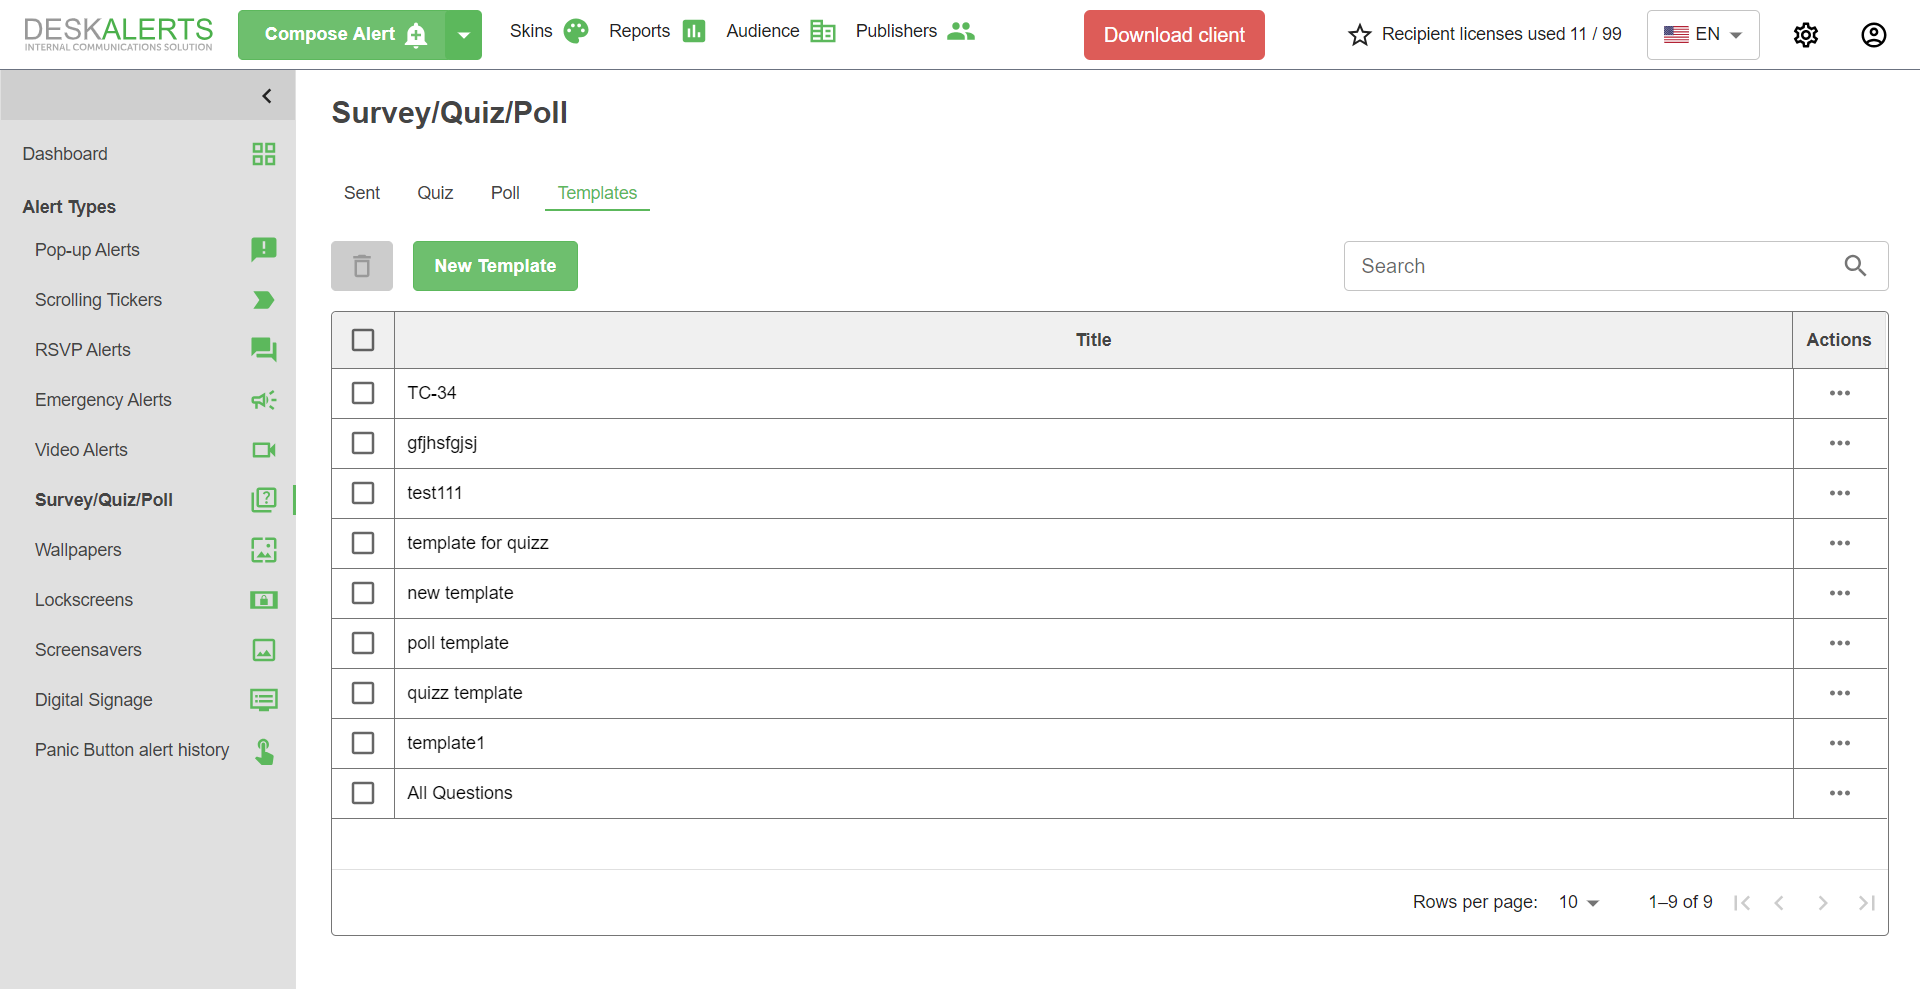 DESKALERTS
INTERNAL COMMUNICATIONS SOLUTION
Compose Alert
Skins
Reports
Audience
Publishers
Download client
Recipient licenses used 11 / 99
EN
Dashboard
Alert Types
Pop-up Alerts
Scrolling Tickers
RSVP Alerts
Emergency Alerts
Video Alerts
Survey/Quiz/Poll
Wallpapers
Lockscreens
Screensavers
Digital Signage
Panic Button alert history
Survey/Quiz/Poll
Sent
Quiz
Poll
Templates
New Template
Search
Title
Actions
TC-34
gfjhsfgjsj
test111
template for quizz
new template
poll template
quizz template
template1
All Questions
Rows per page:
10
1–9 of 9